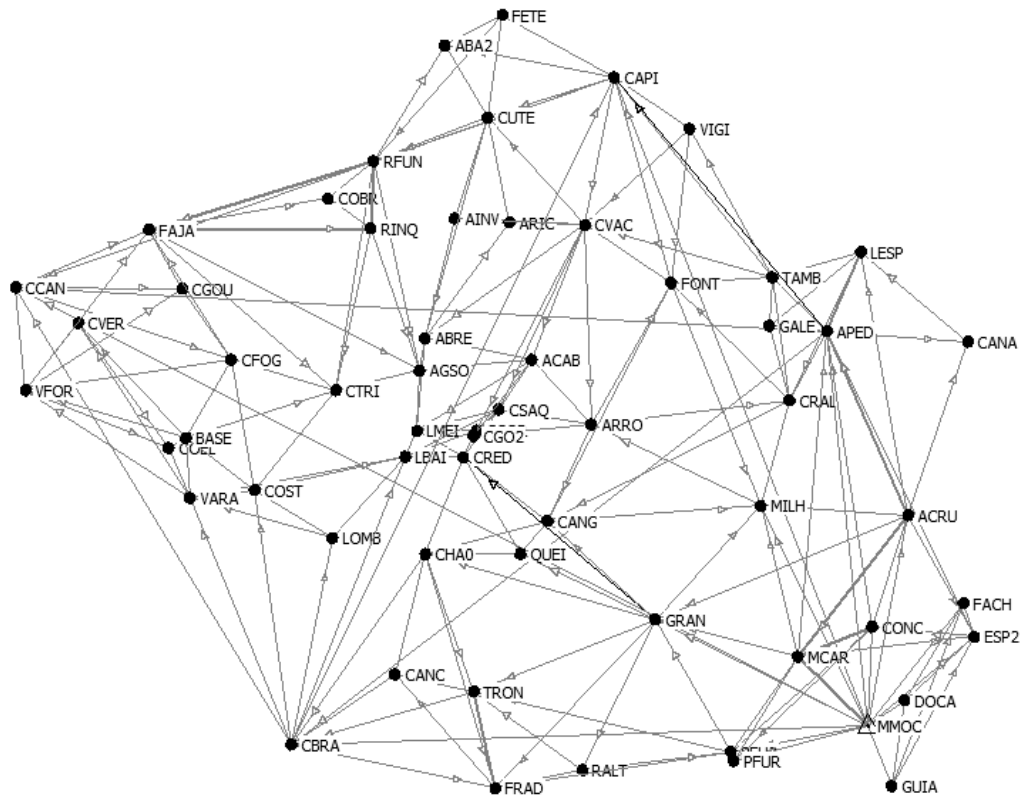 FETE
ABA2
CAPI
CUTE
VIGI
RFUN
COBR
AINV
ARIC
CVAC
FAJA
RINQ
LESP
FONT
TAMB
CCAN
CGOU
CVER
GALE
APED
ABRE
CANA
CFOG
ACAB
AGSO
VFOR
CTRI
CRAL
CSAQ
ARRO
LMEI
CGO2
BASE
COEL
LBAI
CRED
COST
VARA
MILH
ACRU
CANG
LOMB
CHA0
QUEI
FACH
GRAN
CONC
ESP2
MCAR
CANC
TRON
DOCA
MMOC
CBRA
PFUR
RALT
FRAD
GUIA